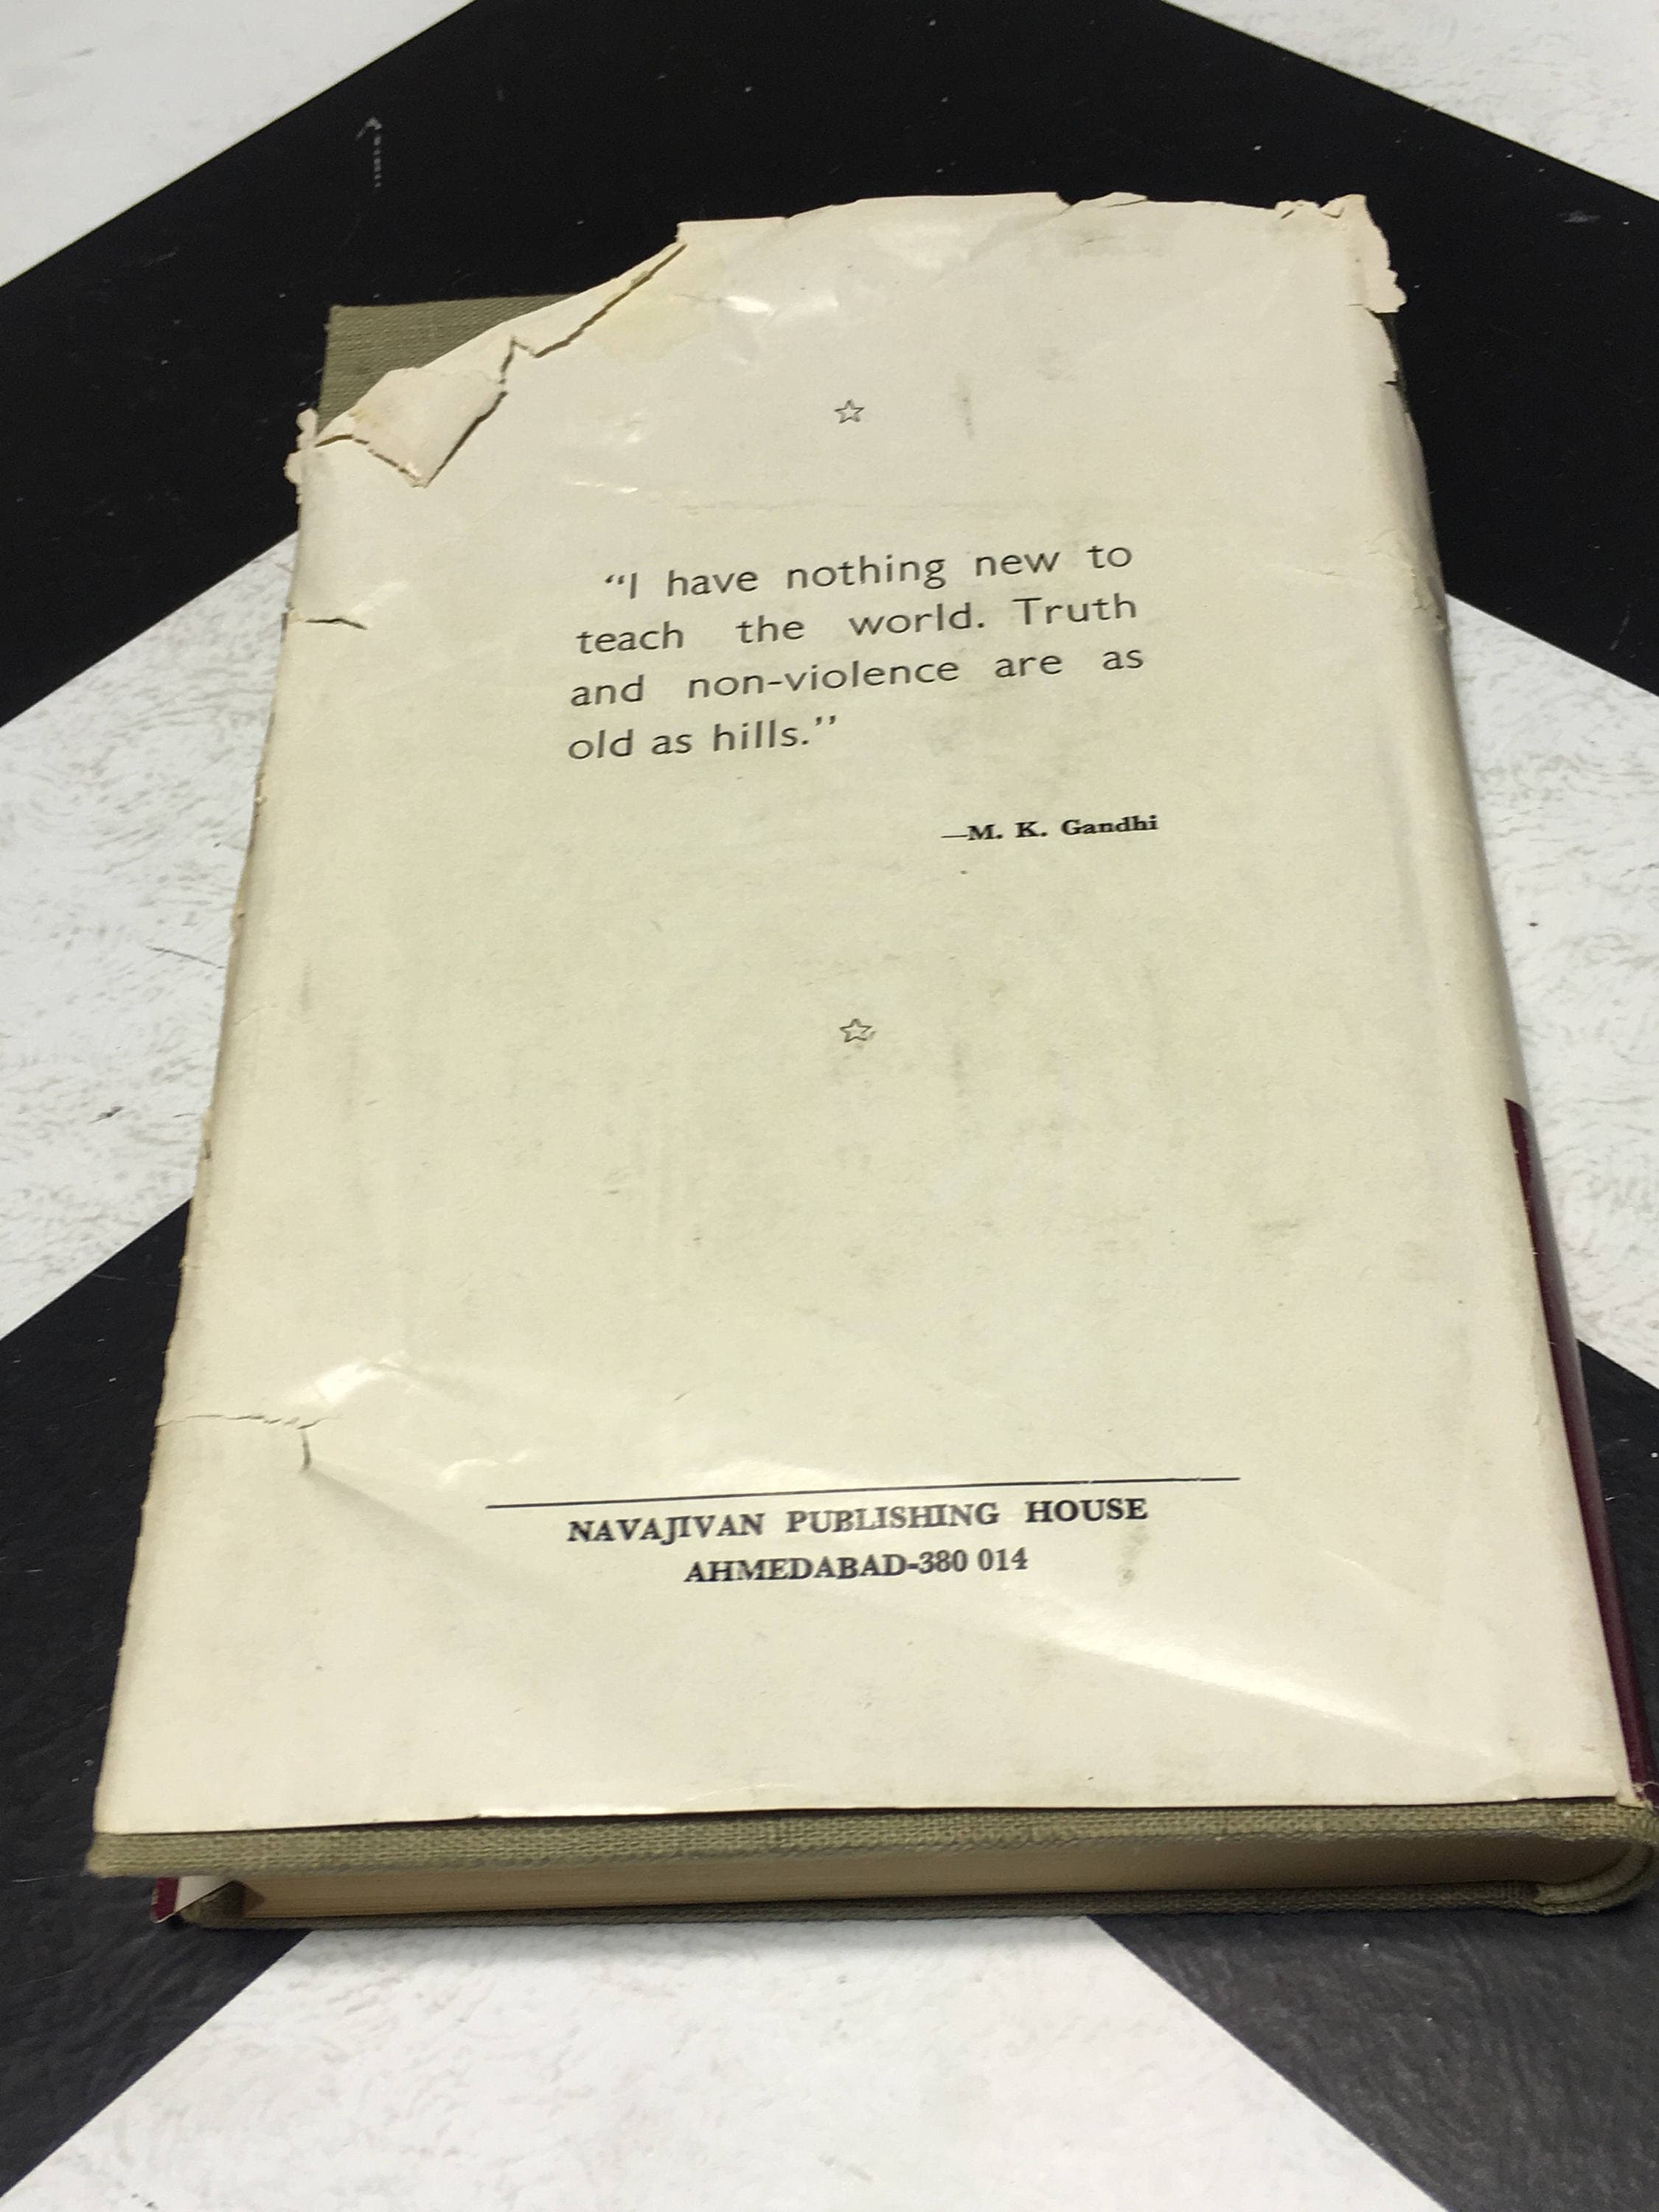 “I have nothing new to
teach the world. Truth
and non-violence are as
old as hills.”
—M. K. Gandhi
NAVAJIVAN PUBLISHING HOUSE
AHMEDABAD-380 014